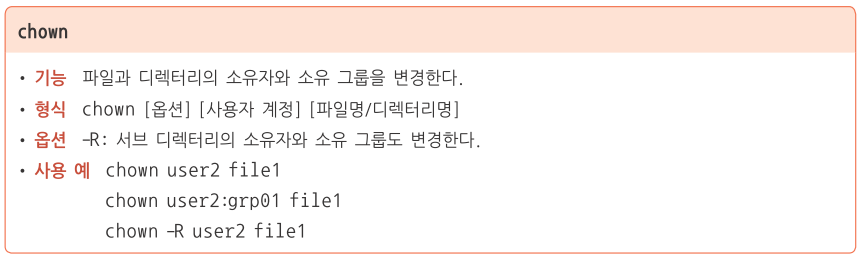 chown
• 기능 파일과 디렉터리의 소유자와 소유 그룹을 변경한다.
• 형식 chown [옵션] [사용자 계정] [파일명/디렉터리명]
• 옵션 -R: 서브 디렉터리의 소유자와 소유 그룹도 변경한다.
• 사용 예 chown user2 file1
chown user2:grp01 file1
chown -R user2 file1